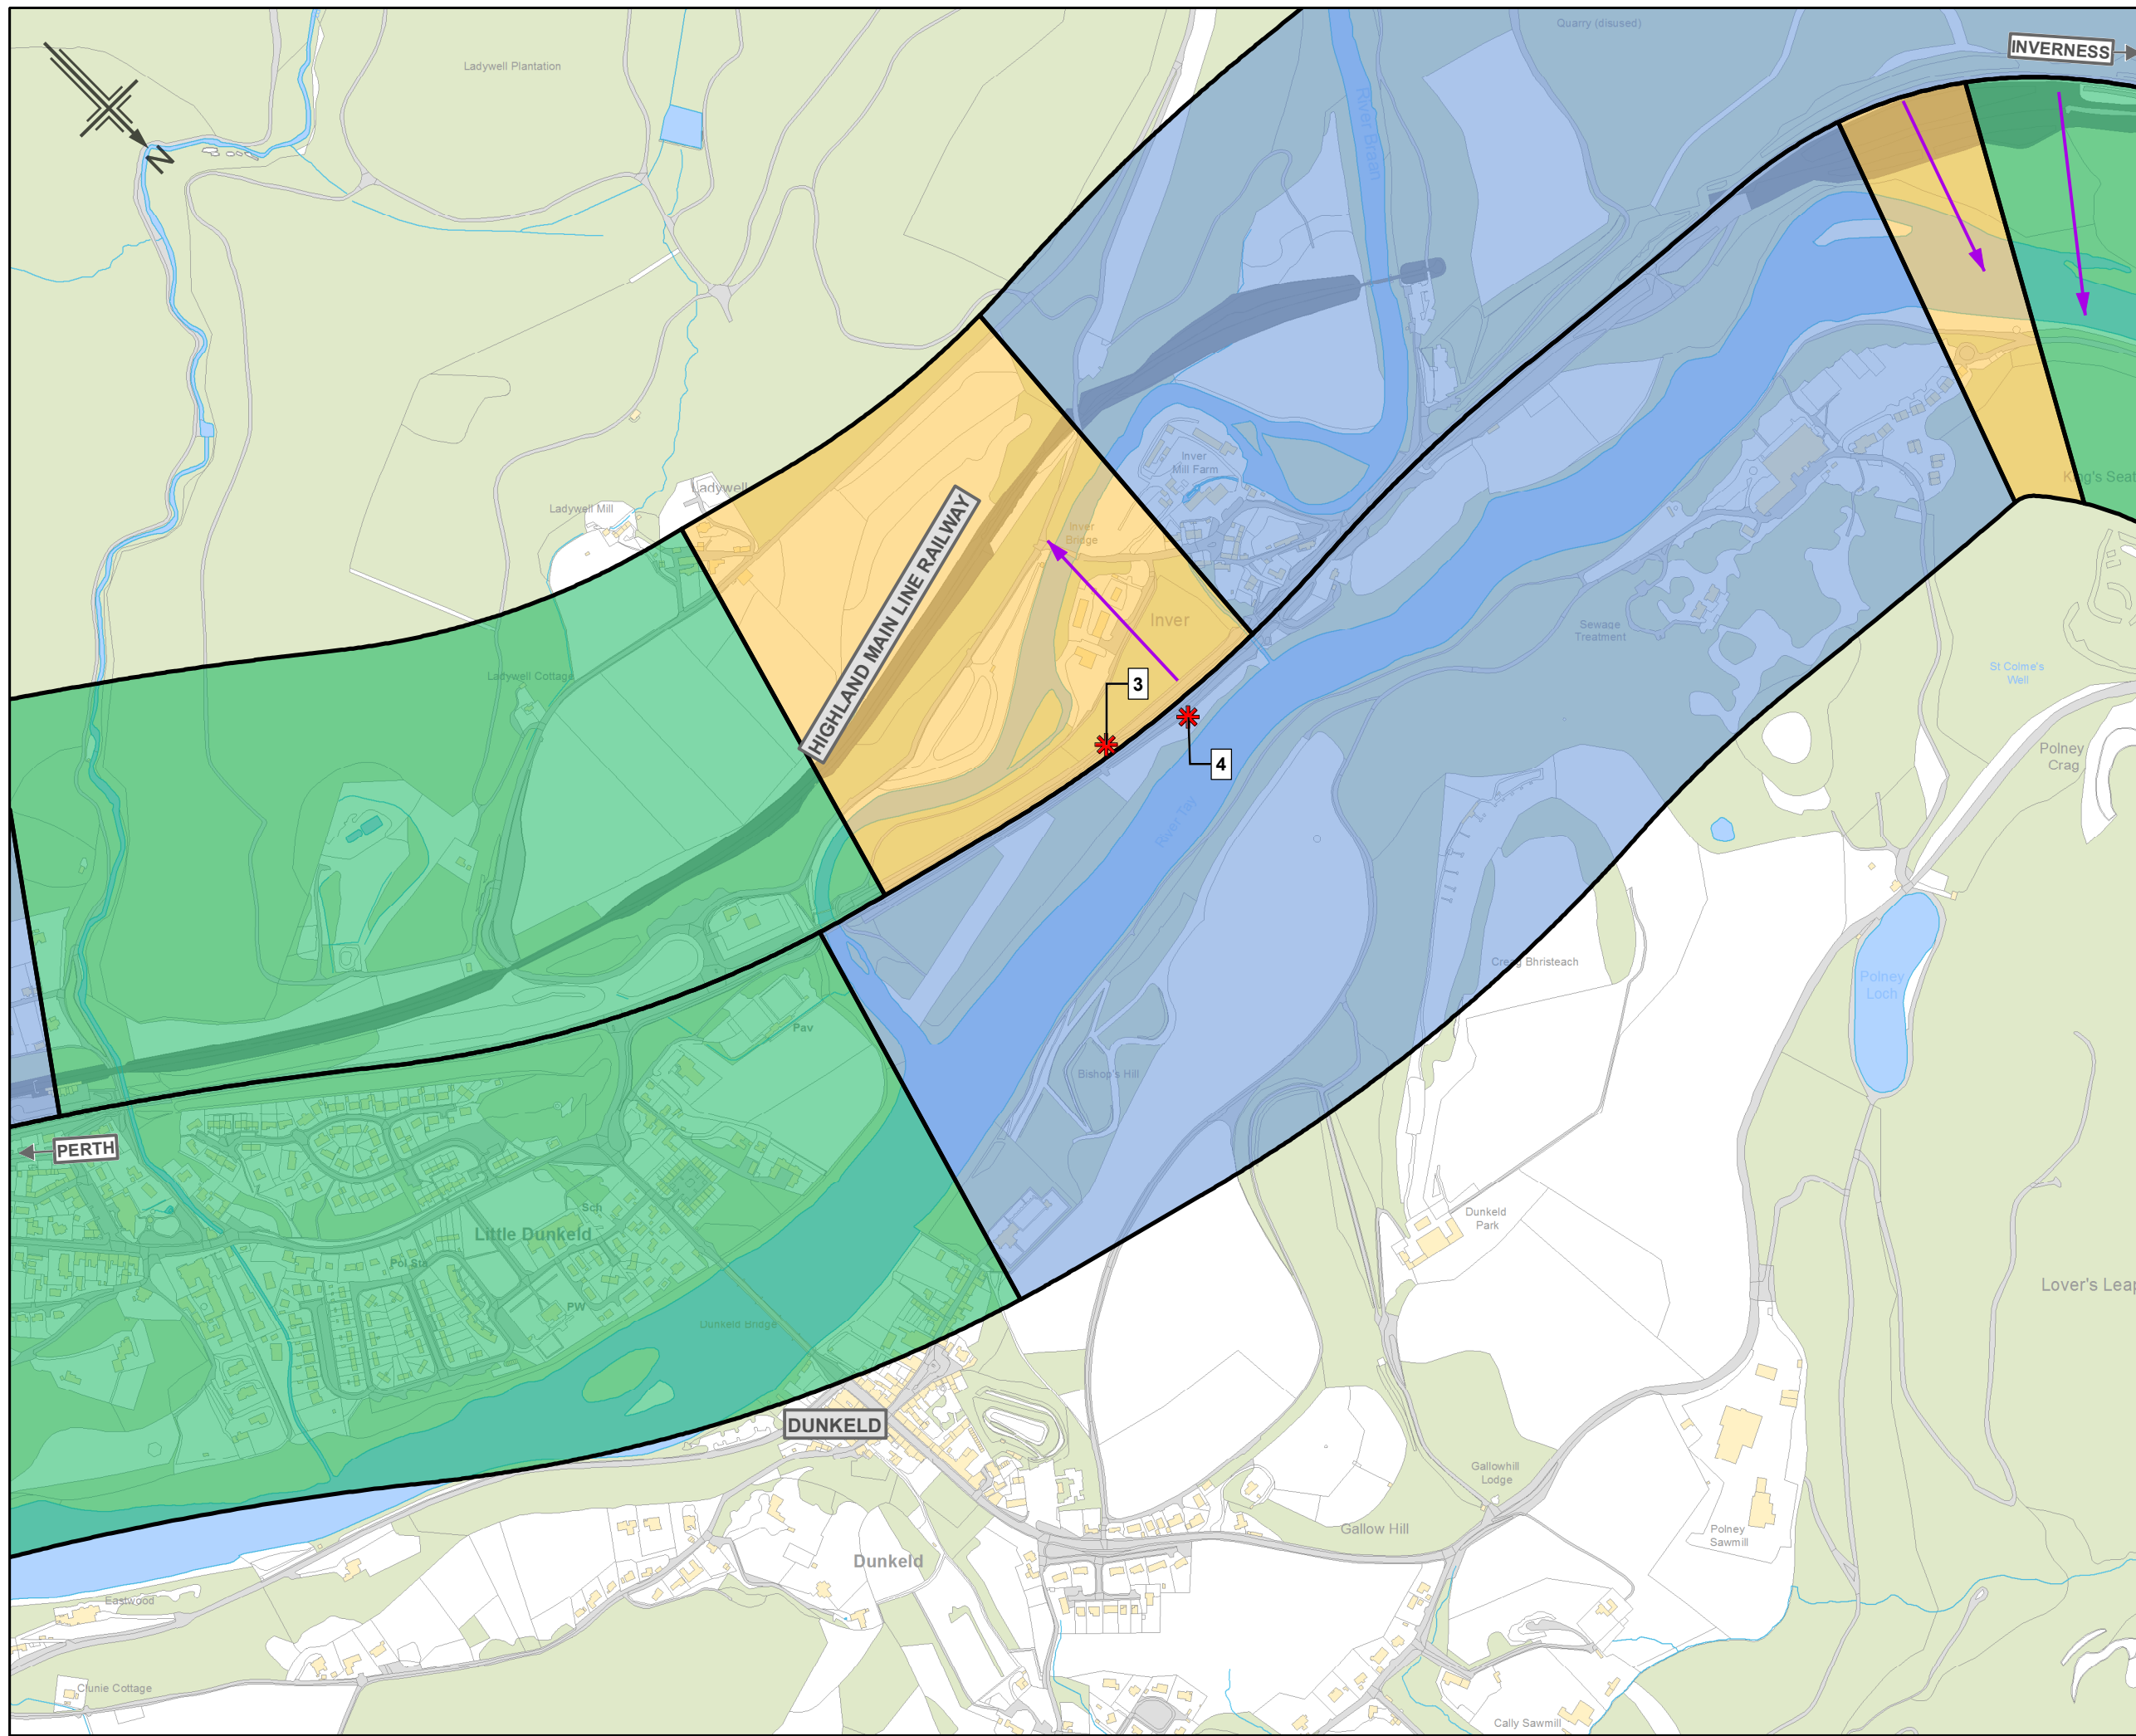 Quarry (disused)
INVERNESS
Ladywell Plantation
N
River Braan
Inver
Mill Farm
King's Seat
Ladywell
Ladywell Mill
HIGHLAND MAIN LINE RAILWAY
Inver
Bridge
Inver
Sewage
Treatment
St Colme's
Well
Ladywell Cottage
3
4
Polney
Crag
River Tay
Creag Bhristeach
Polney
Loch
Pav
Bishop's Hill
PERTH
Sch
Little Dunkeld
Dunkeld
Park
Pol Sta
PW
Dunkeld Bridge
Lover's Leap
DUNKELD
Gallowhill
Lodge
Gallow Hill
Polney
Sawmill
Dunkeld
Eastwood
Clunie Cottage
Cally Sawmill